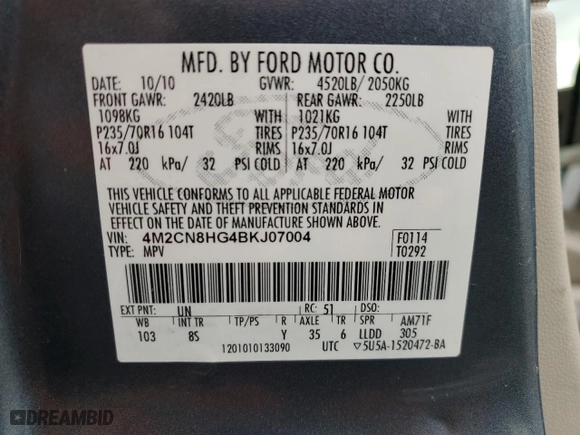 MFD. BY FORD MOTOR CO.
DATE: 10/10 GVWR: 4520LB/ 2050KG
FRONT GAWR: 2420LB REAR GAWR: 2250LB
1098KG WITH 1021KG WITH
P235/70R16 104T TIRES P235/70R16 104T TIRES
16x7.0J RIMS 16x7.0J RIMS
AT 220 kPa/ 32 PSI COLD AT 220 kPa/ 32 PSI COLD
THIS VEHICLE CONFORMS TO ALL APPLICABLE FEDERAL MOTOR
VEHICLE SAFETY AND THEFT PREVENTION STANDARDS IN
EFFECT ON THE DATE OF MANUFACTURE SHOWN ABOVE.
VIN: 4M2CN8HG4BKJ07004 F0114
TYPE: MPV T0292
EXT PNT: UN RC: 51 DSO:
WB INT TR TP/PS R AXLE TR SPR AM71F
103 8S Y 35 6 LLDD 305
1201010133090 UTC ▽5U5A-1520472-BA
DREAMBID